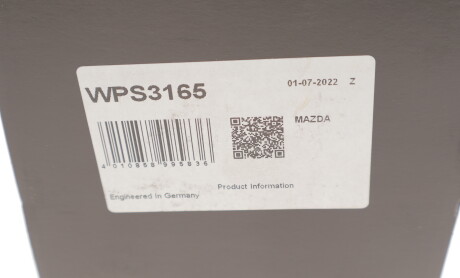 WPS3165
01-07-2022 Z
MAZDA
4 010858 995836
Product Information
Engineered in Germany